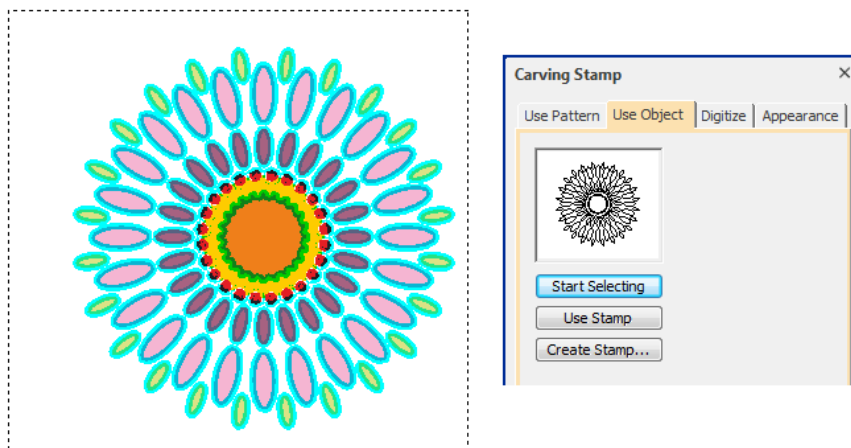 Carving Stamp
Use Pattern Use Object Digitize Appearance
Start Selecting
Use Stamp
Create Stamp...